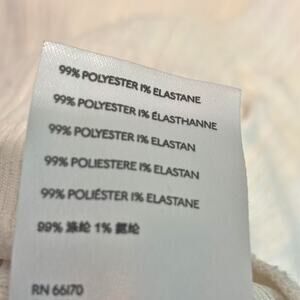 99% POLYESTER 1% ELASTANE
99% POLYESTER 1% ÉLASTHANNE
99% POLYESTER 1% ELASTAN
99% POLIESTERE 1% ELASTAN
99% POLIÉSTER 1% ELASTANE
99% 涤纶 1% 氨纶
RN 66170